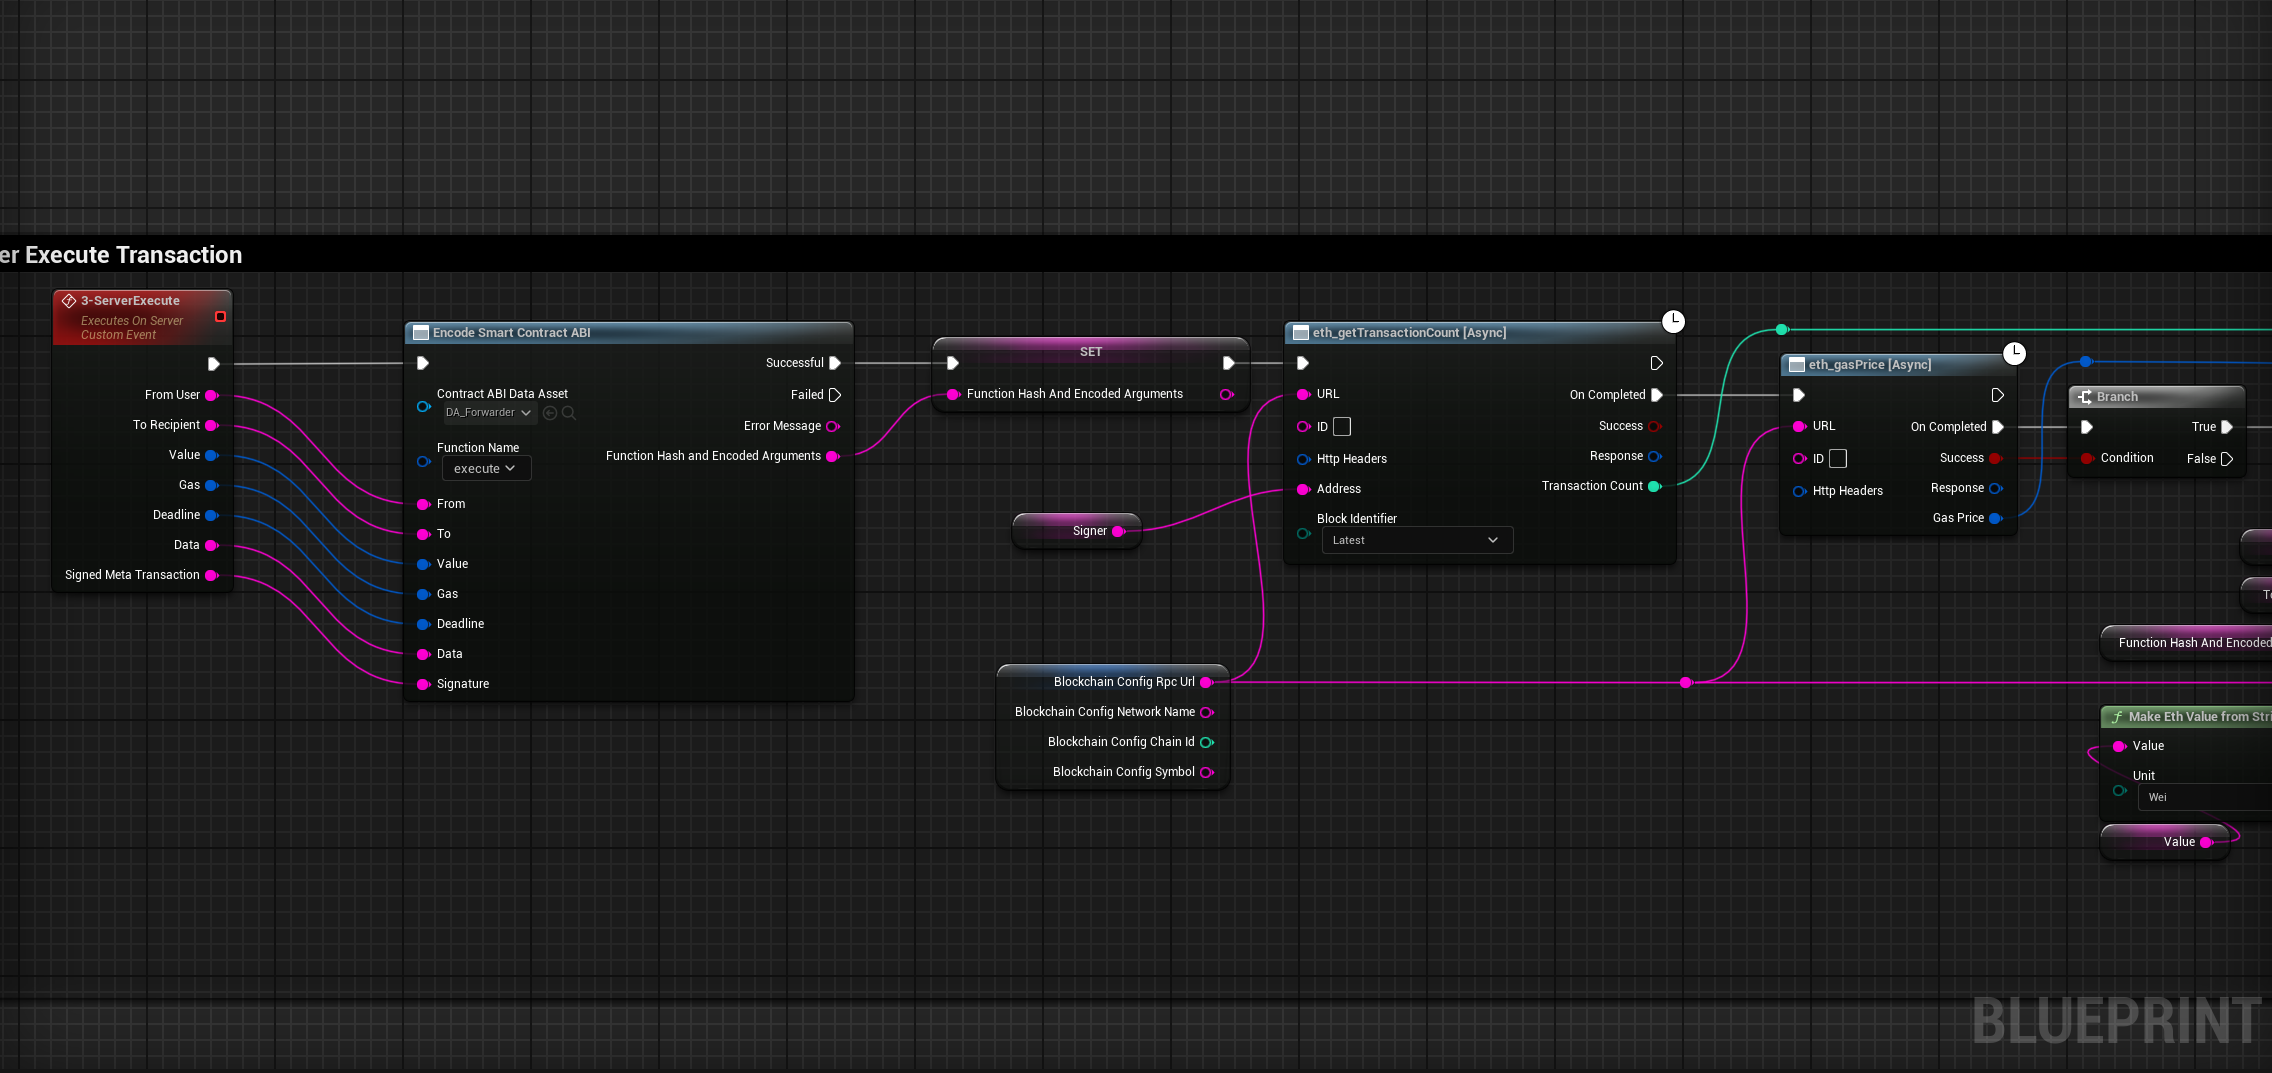 er Execute Transaction
3-ServerExecute
Executes On Server
Custom Event
From User
To Recipient
Value
Gas
Deadline
Data
Signed Meta Transaction
Encode Smart Contract ABI
Successful
Contract ABI Data Asset
DA_Forwarder
Failed
Error Message
Function Name
execute
Function Hash and Encoded Arguments
From
To
Value
Gas
Deadline
Data
Signature
SET
Function Hash And Encoded Arguments
Signer
Blockchain Config Rpc Url
Blockchain Config Network Name
Blockchain Config Chain Id
Blockchain Config Symbol
eth_getTransactionCount [Async]
URL
On Completed
ID
Success
Http Headers
Response
Address
Transaction Count
Block Identifier
Latest
eth_gasPrice [Async]
URL
On Completed
ID
Success
Http Headers
Response
Gas Price
Branch
True
Condition
False
Function Hash And Encoded
Make Eth Value from Stri
Value
Unit
Wei
Value
BLUEPRINT